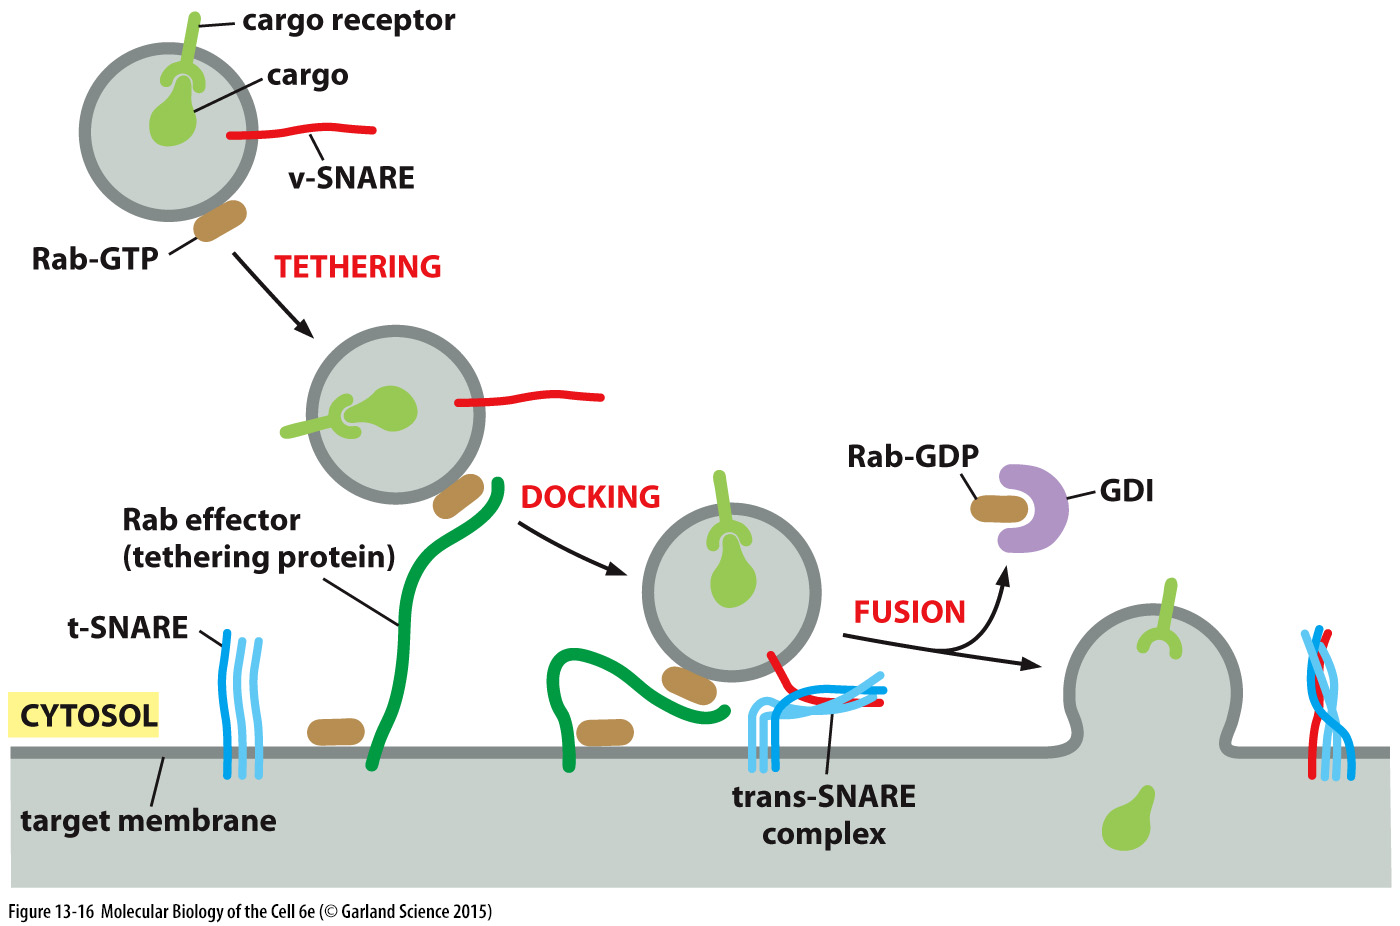 cargo receptor
cargo
v-SNARE
Rab-GTP
TETHERING
Rab-GDP
GDI
DOCKING
Rab effector
(tethering protein)
FUSION
t-SNARE
CYTOSOL
trans-SNARE
complex
target membrane
Figure 13-16 Molecular Biology of the Cell 6e (© Garland Science 2015)